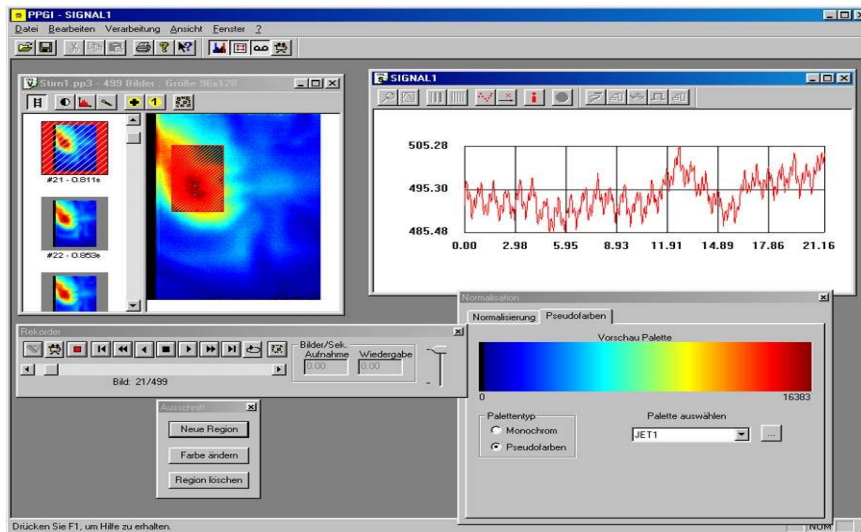 PPGI - SIGNAL1
Datei Bearbeiten Verarbeitung Ansicht Fenster ?
Stirn1.pp3 - 499 Bilder : Größe 96x128
#21 - 0.811s
#22 - 0.853s
SIGNAL1
505.28
495.30
485.48
0.00 2.98 5.95 8.93 11.91 14.89 17.86 21.16
Rekorder
Bilder/Sek.
Aufnahme Wiedergabe
0.00 0.00
Bild: 21/499
Ausschnitt
Neue Region
Farbe ändern
Region löschen
Normalisation
Normalisierung Pseudofarben
Vorschau Palette
0 16383
Palettentyp
Monochrom
Pseudofarben
Palette auswählen
JET1
...
Drücken Sie F1, um Hilfe zu erhalten.
NUM